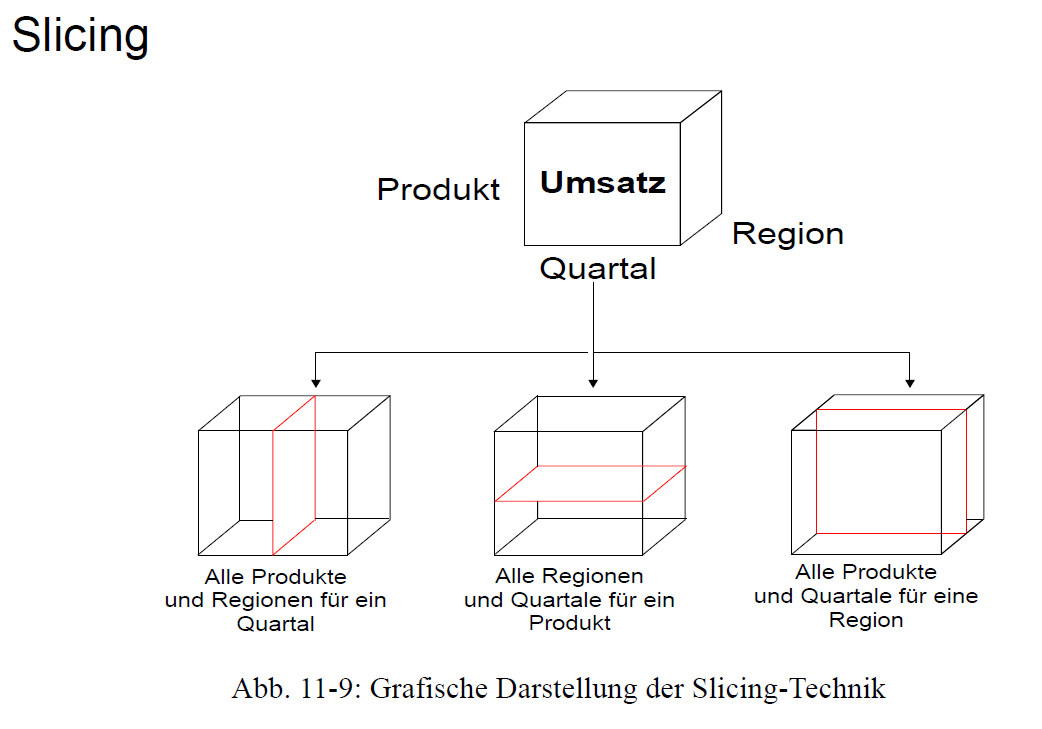 Slicing
Produkt
Umsatz
Region
Quartal
Alle Produkte
und Regionen für ein
Quartal
Alle Regionen
und Quartale für ein
Produkt
Alle Produkte
und Quartale für eine
Region
Abb. 11-9: Grafische Darstellung der Slicing-Technik